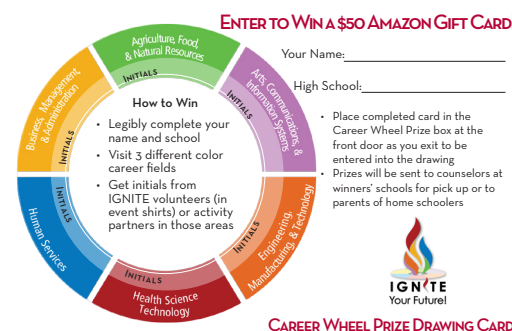 ENTER TO WIN A $50 AMAZON GIFT CARD
Your Name:
High School:
Agriculture, Food,
& Natural Resources
INITIALS
Arts, Communications, &
Information Systems
INITIALS
Engineering,
Manufacturing, & Technology
INITIALS
Health Science
Technology
INITIALS
Human Services
INITIALS
Business, Management,
& Administration
INITIALS
How to Win
• Legibly complete your
name and school
• Visit 3 different color
career fields
• Get initials from
IGNITE volunteers (in
event shirts) or activity
partners in those areas
• Place completed card in the
Career Wheel Prize box at the
front door as you exit to be
entered into the drawing
• Prizes will be sent to counselors at
winners' schools for pick up or to
parents of home schoolers
IGNITE
Your Future!
CAREER WHEEL PRIZE DRAWING CARD